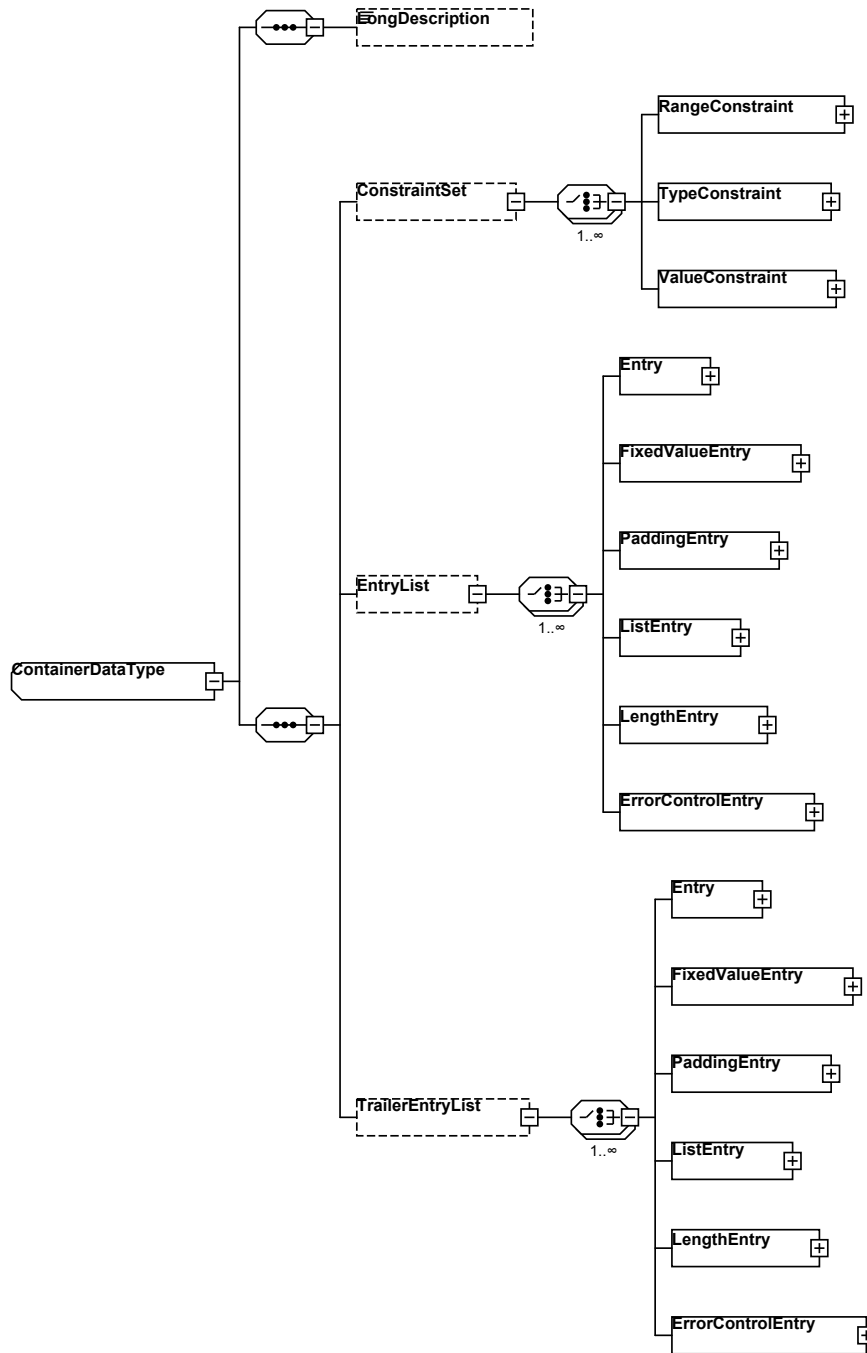 LongDescription
RangeConstraint
ConstraintSet
TypeConstraint
1..∞
ValueConstraint
Entry
FixedValueEntry
PaddingEntry
EntryList
1..∞
ListEntry
ContainerDataType
LengthEntry
ErrorControlEntry
Entry
FixedValueEntry
PaddingEntry
TrailerEntryList
1..∞
ListEntry
LengthEntry
ErrorControlEntry